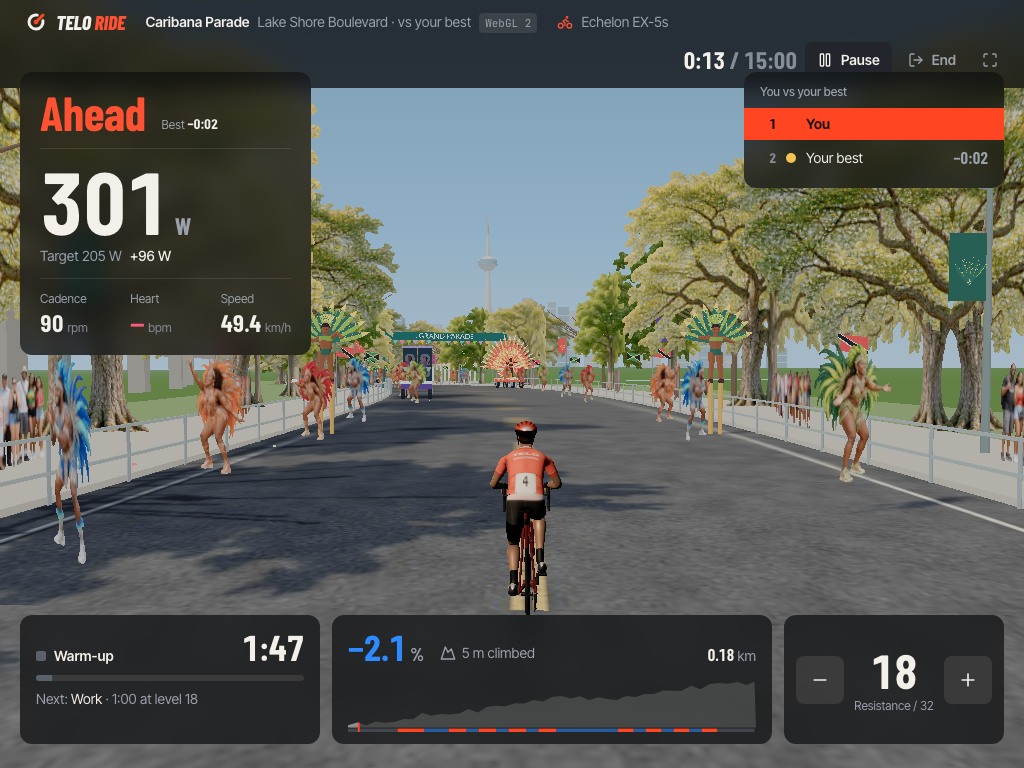 TELO RIDE Caribana Parade Lake Shore Boulevard · vs your best WebGL 2 Echelon EX-5s
0:13 / 15:00 Pause End
Ahead Best −0:02
301 W
Target 205 W +96 W
Cadence Heart Speed
90 rpm — bpm 49.4 km/h
You vs your best
1 You
2 Your best −0:02
GRAND PARADE
4
Warm-up 1:47
Next: Work · 1:00 at level 18
−2.1 % 5 m climbed 0.18 km
− 18 +
Resistance / 32